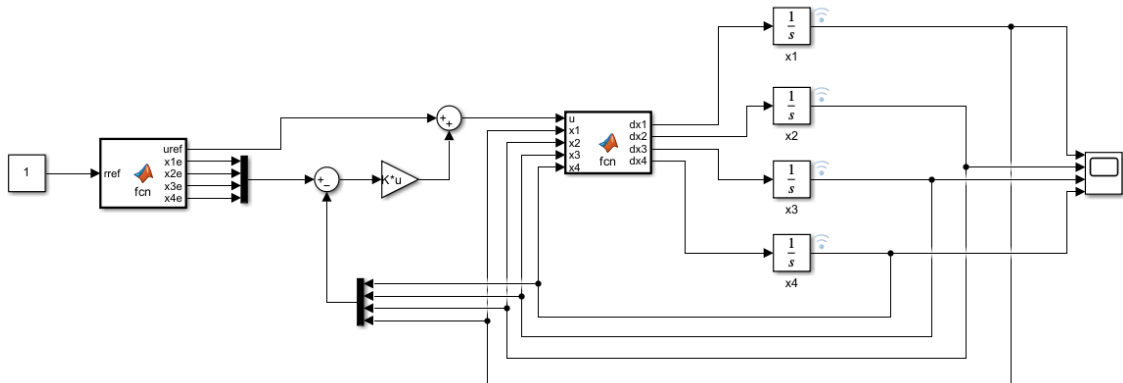 1
rref
fcn
uref
x1e
x2e
x3e
x4e
+
−
K*u
+
+
u
x1
x2
x3
x4
fcn
dx1
dx2
dx3
dx4
1
s
x1
1
s
x2
1
s
x3
1
s
x4